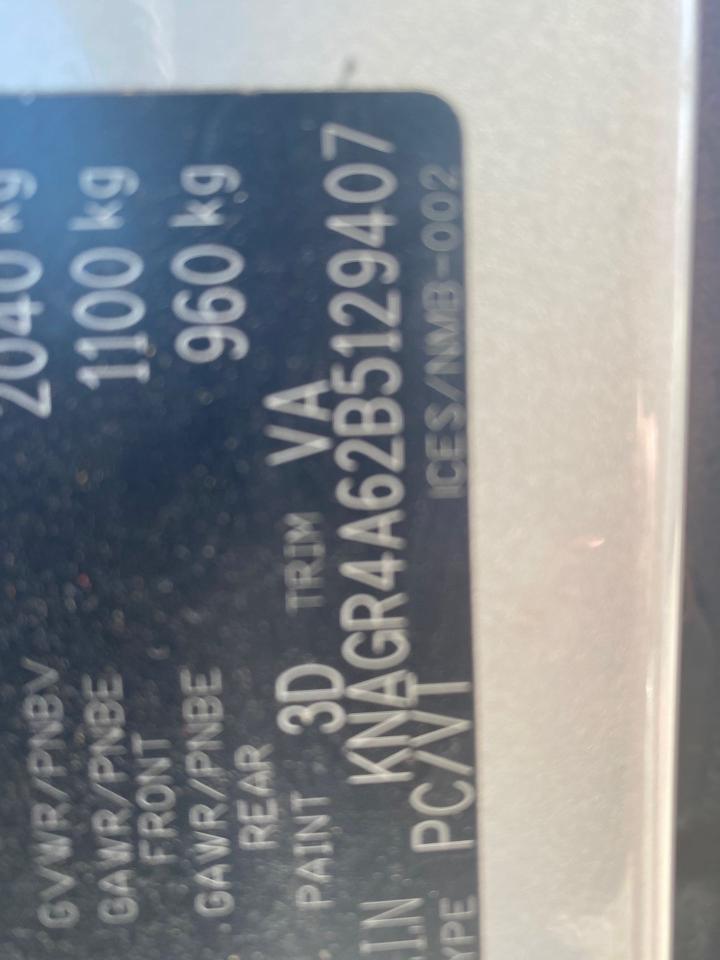 GVWR/PNBV 2040 kg
GAWR/PNBE 1100 kg
FRONT
GAWR/PNBE 960 kg
REAR
PAINT 3D TRIM VA
V.I.N KNAGR4A62B5129407
TYPE PC/VT
ICES/NMB-002